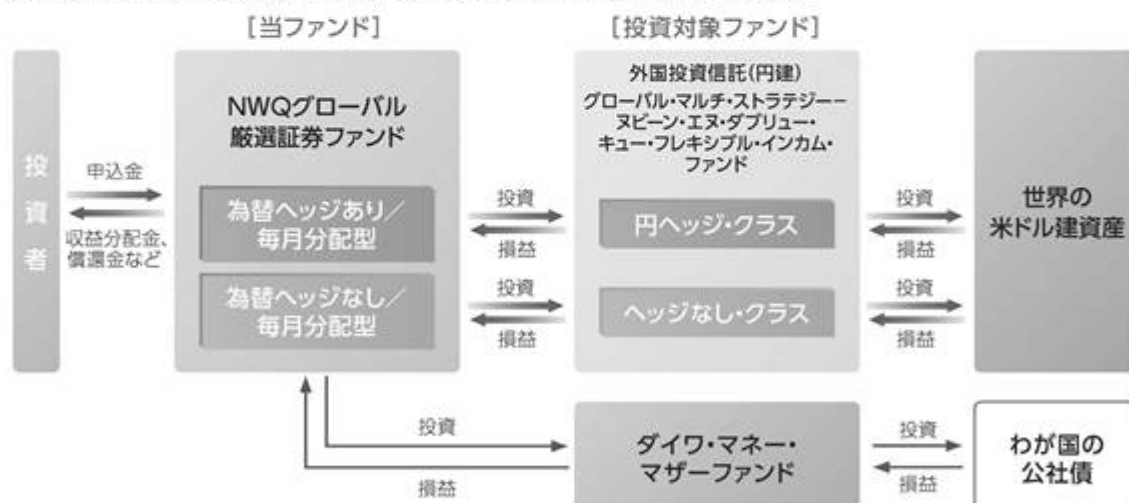 [当ファンド]
[投資対象ファンド]
投
資
者
申込金
収益分配金、
償還金など
NWQグローバル
厳選証券ファンド
為替ヘッジあり／
毎月分配型
為替ヘッジなし／
毎月分配型
投資
損益
投資
損益
外国投資信託(円建)
グローバル・マルチ・ストラテジー－
ヌビーン・エヌ・ダブリュー・
キュー・フレキシブル・インカム・
ファンド
円ヘッジ・クラス
ヘッジなし・クラス
投資
損益
投資
損益
世界の
米ドル建資産
投資
損益
ダイワ・マネー・
マザーファンド
投資
損益
わが国の
公社債